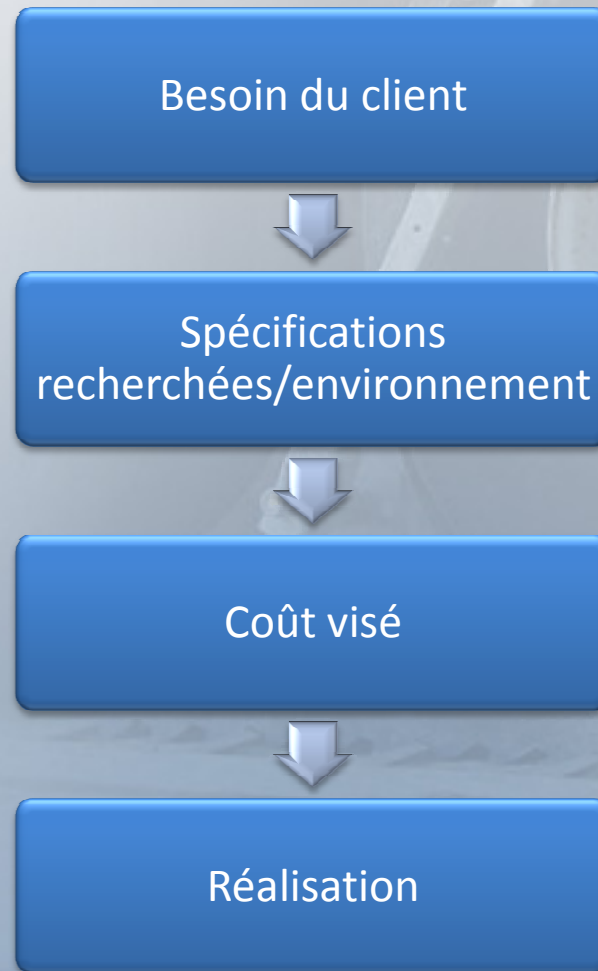 Besoin du client
Spécifications
recherchées/environnement
Coût visé
Réalisation